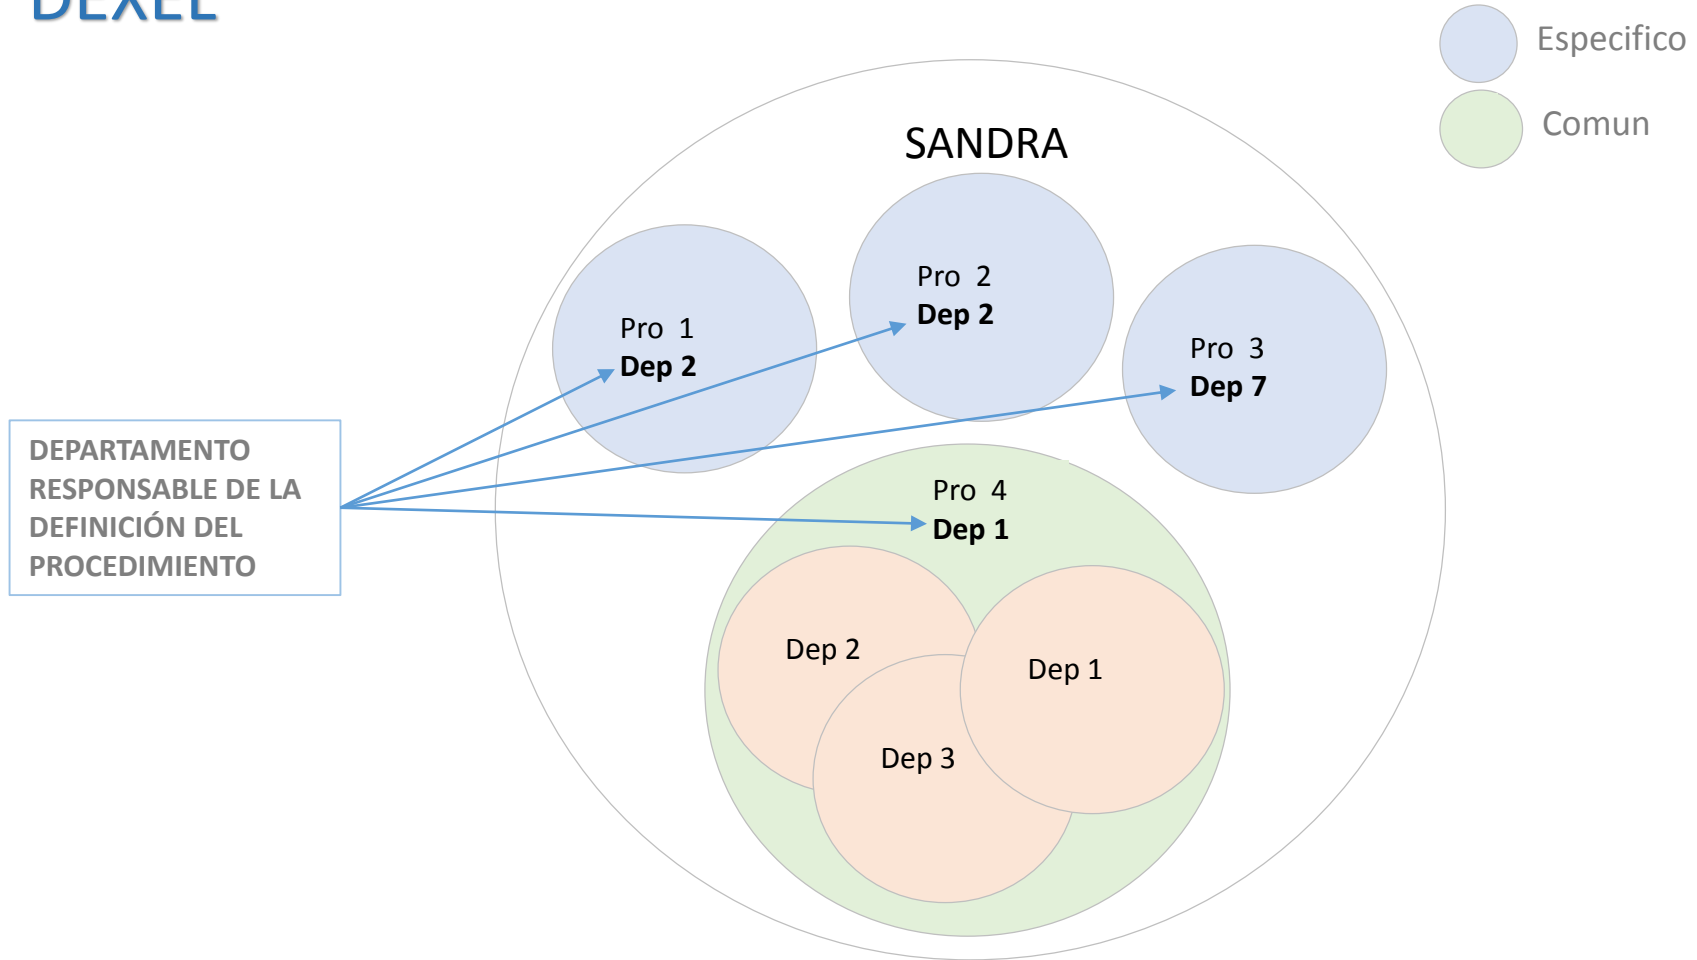 DEXEL
Especifico
Comun
SANDRA
Pro 1
Dep 2
Pro 2
Dep 2
Pro 3
Dep 7
DEPARTAMENTO
RESPONSABLE DE LA
DEFINICIÓN DEL
PROCEDIMIENTO
Pro 4
Dep 1
Dep 2
Dep 1
Dep 3